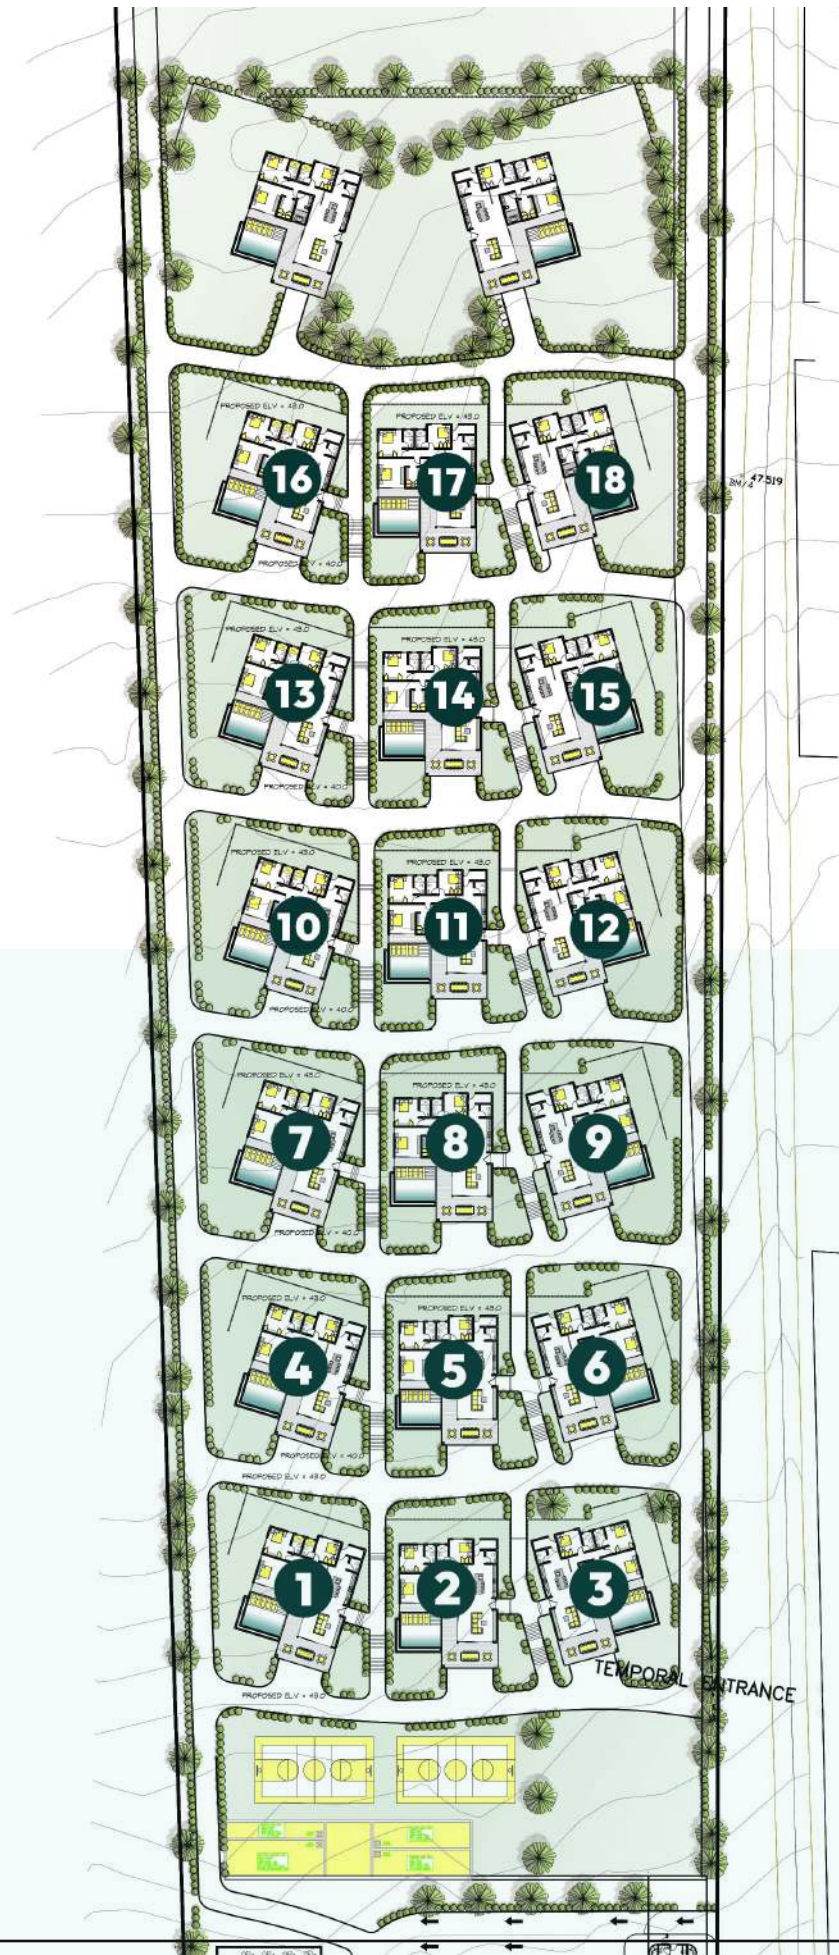 PROPOSED ELV = 43.0
PROPOSED ELV = 43.0
16
17
18
BM/4 47.519
PROPOSED ELV = 40.0
PROPOSED ELV = 43.0
PROPOSED ELV = 43.0
13
14
15
PROPOSED ELV = 40.0
PROPOSED ELV = 43.0
PROPOSED ELV = 43.0
10
11
12
PROPOSED ELV = 40.0
PROPOSED ELV = 43.0
PROPOSED ELV = 43.0
7
8
9
PROPOSED ELV = 40.0
PROPOSED ELV = 43.0
PROPOSED ELV = 43.0
4
5
6
PROPOSED ELV = 40.0
PROPOSED ELV = 43.0
1
2
3
TEMPORAL ENTRANCE
PROPOSED ELV = 43.0